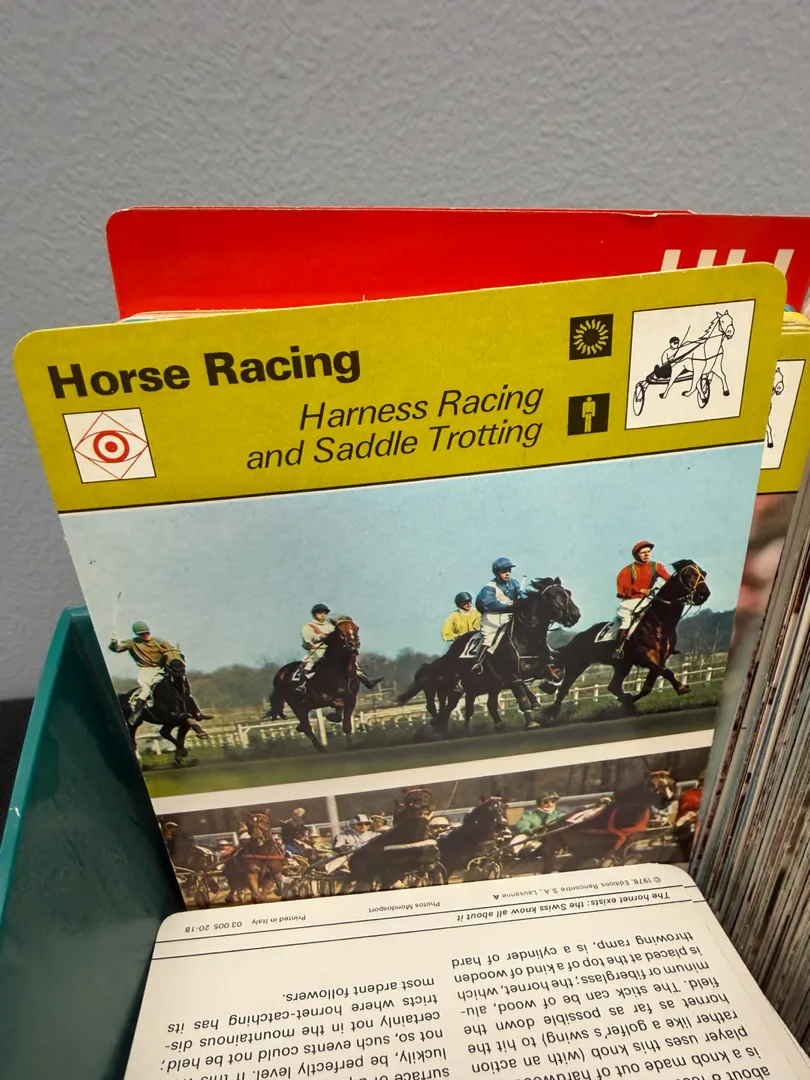 Horse Racing
Harness Racing
and Saddle Trotting
12
about a
is a knob made out of
player uses this knob (with an action
rather like a golfer's swing) to hit the
hornet as far as possible down the
field. The stick can be of wood, alu-
minum or fiberglass; the hornet, which
is placed at the top of a kind of wooden
throwing ramp, is a cylinder of hard
surface of a
luckily, be perfectly level. If
not so, such events could not be held;
certainly not in the mountainous dis-
tricts where hornet-catching has its
most ardent followers.
The hornet exists: the Swiss know all about it
© 1978, Editions Rencontre S.A., Lausanne A Photos Mondosport Printed in Italy 03 005 20-18